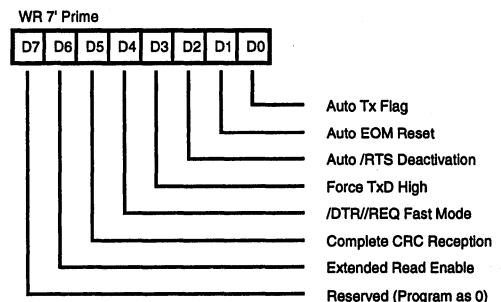 WR 7' Prime
D7 D6 D5 D4 D3 D2 D1 D0
Auto Tx Flag
Auto EOM Reset
Auto /RTS Deactivation
Force TxD High
/DTR//REQ Fast Mode
Complete CRC Reception
Extended Read Enable
Reserved (Program as 0)